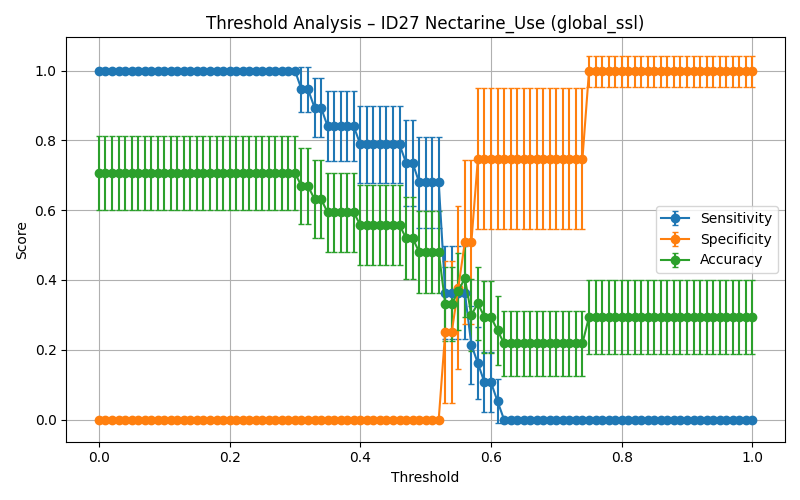 Threshold Analysis – ID27 Nectarine_Use (global_ssl)
Score
1.0
0.8
0.6
0.4
0.2
0.0
Sensitivity
Specificity
Accuracy
0.0 0.2 0.4 0.6 0.8 1.0
Threshold